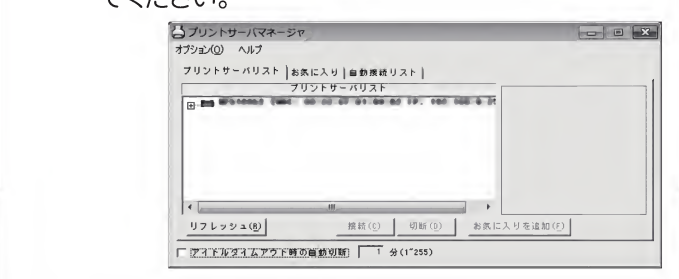 てください。
プリントサーバマネージャ
オプション(O) ヘルプ
プリントサーバリスト お気に入り 自動接続リスト
プリントサーバリスト
リフレッシュ(R) 接続(C) 切断(D) お気に入りを追加(F)
アイドルタイムアウト時の自動切断 1 分(1~255)